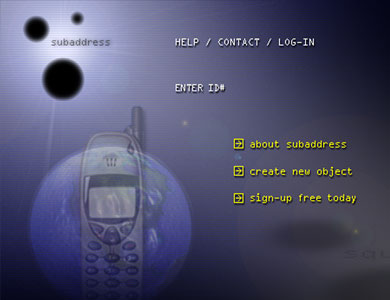 subaddress
HELP / CONTACT / LOG-IN
ENTER ID#
about subaddress
create new object
sign-up free today